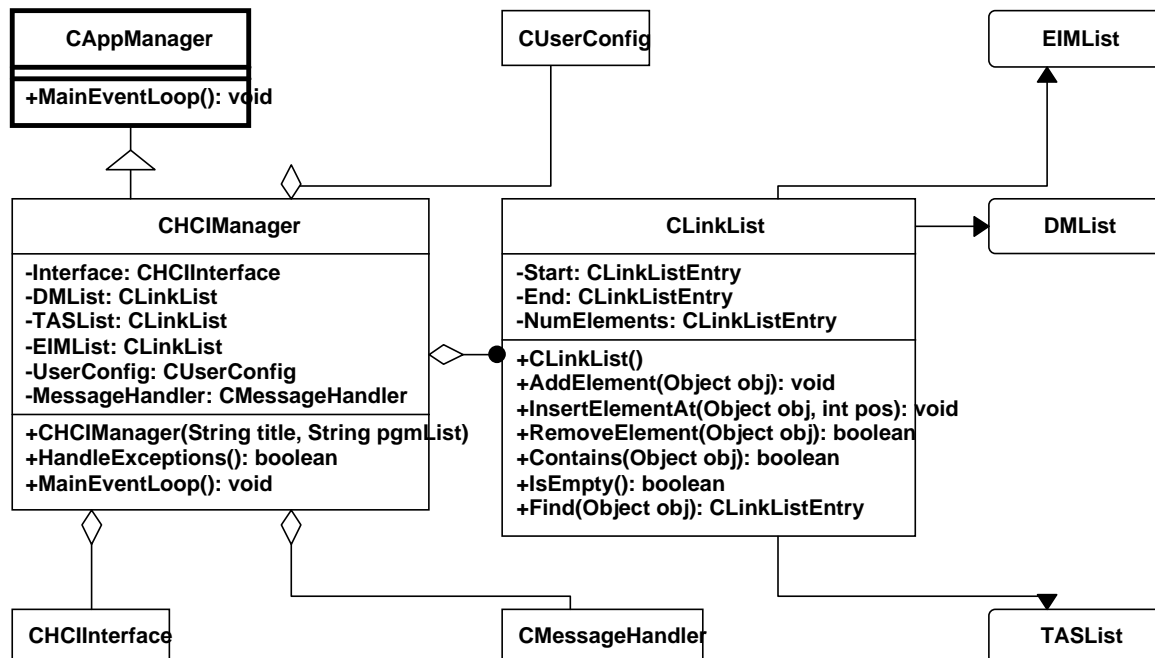 CAppManager
+MainEventLoop(): void
CUserConfig
EIMList
CHCIManager
-Interface: CHCIInterface
-DMList: CLinkList
-TASList: CLinkList
-EIMList: CLinkList
-UserConfig: CUserConfig
-MessageHandler: CMessageHandler
+CHCIManager(String title, String pgmList)
+HandleExceptions(): boolean
+MainEventLoop(): void
CLinkList
-Start: CLinkListEntry
-End: CLinkListEntry
-NumElements: CLinkListEntry
+CLinkList()
+AddElement(Object obj): void
+InsertElementAt(Object obj, int pos): void
+RemoveElement(Object obj): boolean
+Contains(Object obj): boolean
+IsEmpty(): boolean
+Find(Object obj): CLinkListEntry
DMList
CHCIInterface
CMessageHandler
TASList